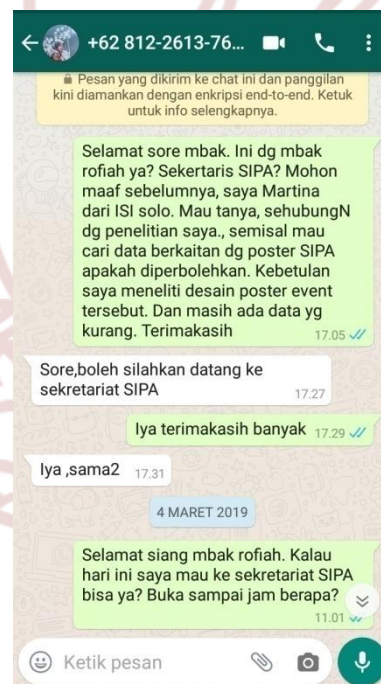 +62 812-2613-76...
Pesan yang dikirim ke chat ini dan panggilan
kini diamankan dengan enkripsi end-to-end. Ketuk
untuk info selengkapnya.
Selamat sore mbak. Ini dg mbak
rofiah ya? Sekertaris SIPA? Mohon
maaf sebelumnya, saya Martina
dari ISI solo. Mau tanya, sehubungN
dg penelitian saya., semisal mau
cari data berkaitan dg poster SIPA
apakah diperbolehkan. Kebetulan
saya meneliti desain poster event
tersebut. Dan masih ada data yg
kurang. Terimakasih
17.05
Sore,boleh silahkan datang ke
sekretariat SIPA
17.27
Iya terimakasih banyak 17.29
Iya ,sama2 17.31
4 MARET 2019
Selamat siang mbak rofiah. Kalau
hari ini saya mau ke sekretariat SIPA
bisa ya? Buka sampai jam berapa?
11.01
Ketik pesan